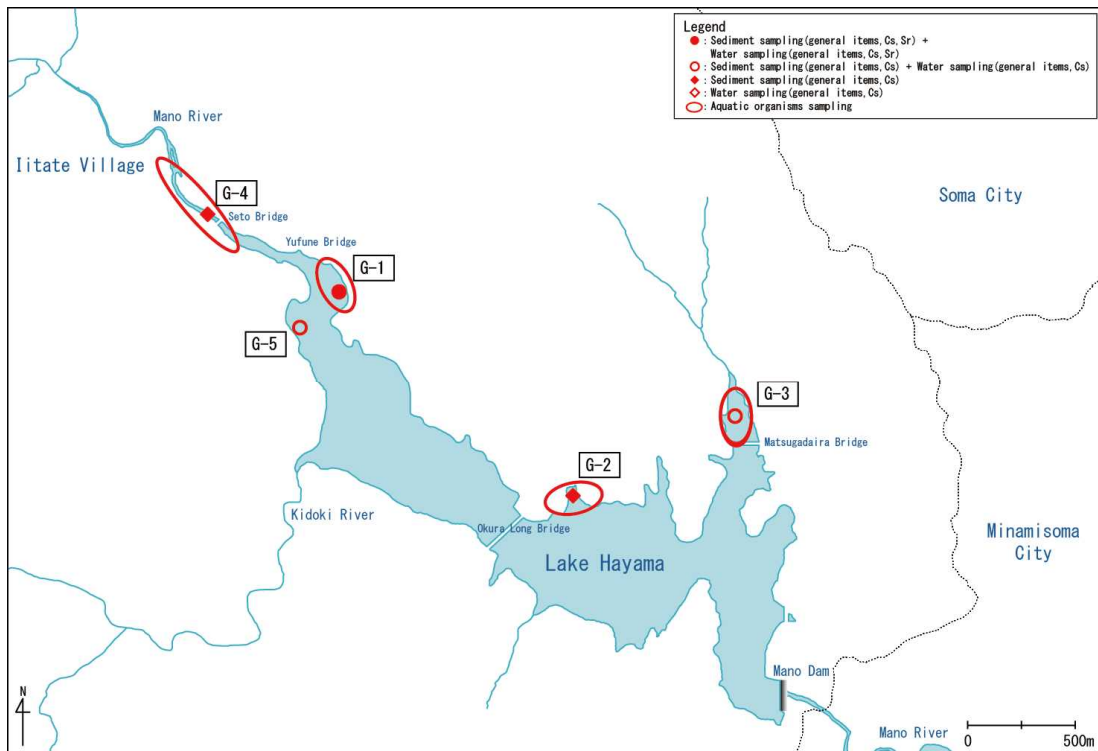 Legend
: Sediment sampling(general items,Cs,Sr) +
Water sampling(general items,Cs,Sr)
: Sediment sampling(general items,Cs) + Water sampling(general items,Cs)
: Sediment sampling(general items,Cs)
: Water sampling(general items,Cs)
: Aquatic organisms sampling
Mano River
Iitate Village
G-4
Seto Bridge
Soma City
Yufune Bridge
G-1
G-5
G-3
Matsugadaira Bridge
G-2
Kidoki River
Okura Long Bridge
Lake Hayama
Minamisoma
City
Mano Dam
N
Mano River
0
500m